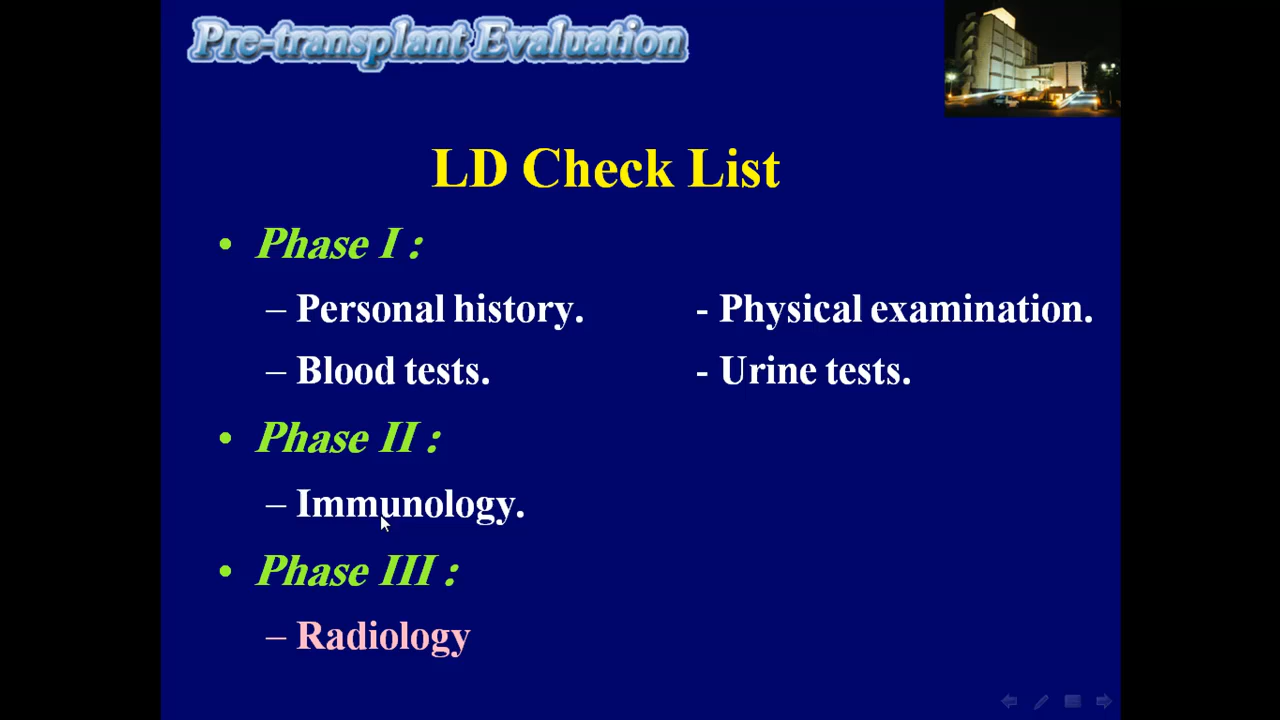 Pre-transplant Evaluation
LD Check List
• Phase I :
– Personal history. - Physical examination.
– Blood tests. - Urine tests.
• Phase II :
– Immunology.
• Phase III :
– Radiology